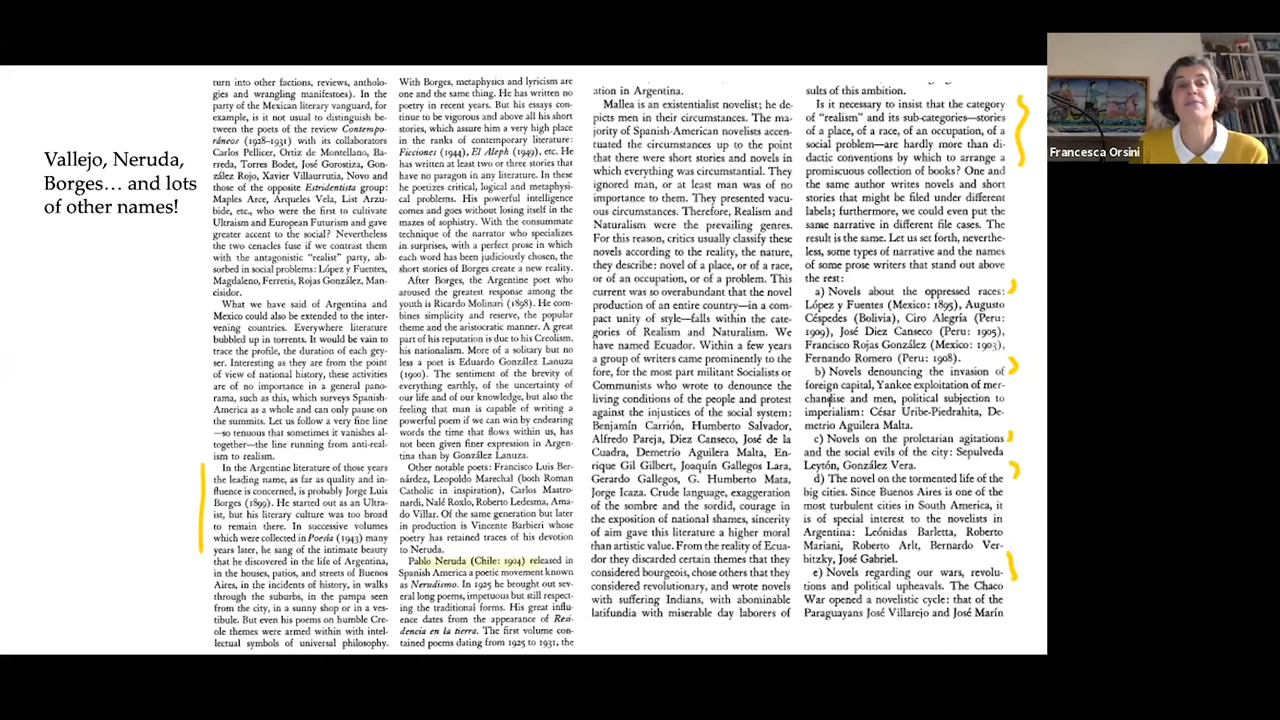 Vallejo, Neruda,
Borges… and lots
of other names!
turn into other factions, reviews, antholo-
gies and wrangling manifestoes). In the
party of the Mexican literary vanguard, for
example, is it not usual to distinguish be-
tween the poets of the review Contempo-
ráneos (1928-1931) with its collaborators
Carlos Pellicer, Ortiz de Montellano, Ba-
rreda, Torres Bodet, José Gorostiza, Gon-
zález Rojo, Xavier Villaurrutia, Novo and
those of the opposite Estridentista group:
Maples Arce, Arqueles Vela, List Arzu-
bide, etc., who were the first to cultivate
Ultraism and European Futurism and gave
greater accent to the social? Nevertheless
the two cenacles fuse if we contrast them
with the antagonistic "realist" party, ab-
sorbed in social problems: López y Fuentes,
Magdaleno, Ferretis, Rojas González, Man-
cisidor.
What we have said of Argentina and
Mexico could also be extended to the inter-
vening countries. Everywhere literature
bubbled up in torrents. It would be vain to
trace the profile, the duration of each gey-
ser. Interesting as they are from the point
of view of national history, these activities
are of no importance in a general pano-
rama, such as this, which surveys Spanish-
America as a whole and can only pause on
the summits. Let us follow a very fine line
—so tenuous that sometimes it vanishes al-
together—the line running from anti-real-
ism to realism.
In the Argentine literature of those years
the leading name, as far as quality and in-
fluence is concerned, is probably Jorge Luis
Borges (1899). He started out as an Ultra-
ist, but his literary culture was too broad
to remain there. In successive volumes
which were collected in Poesía (1943) many
years later, he sang of the intimate beauty
that he discovered in the life of Argentina,
in the houses, patios, and streets of Buenos
Aires, in the incidents of history, in walks
through the suburbs, in the pampa seen
from the city, in a sunny shop or in a ves-
tibule. But even his poems on humble Cre-
ole themes were armed within with intel-
lectual symbols of universal philosophy.
With Borges, metaphysics and lyricism are
one and the same thing. He has written no
poetry in recent years. But his essays con-
tinue to be vigorous and above all his short
stories, which assure him a very high place
in the ranks of contemporary literature:
Ficciones (1944), El Aleph (1949), etc. He
has written at least two or three stories that
have no paragon in any literature. In these
he poetizes critical, logical and metaphysi-
cal problems. His powerful intelligence
comes and goes without losing itself in the
mazes of sophistry. With the consummate
technique of the narrator who specializes
in surprises, with a perfect prose in which
each word has been judiciously chosen, the
short stories of Borges create a new reality.
After Borges, the Argentine poet who
aroused the greatest response among the
youth is Ricardo Molinari (1898). He com-
bines simplicity and reserve, the popular
theme and the aristocratic manner. A great
part of his reputation is due to his Creolism,
his nationalism. More of a solitary but no
less a poet is Eduardo González Lanuza
(1900). The sentiment of the brevity of
everything earthly, of the uncertainty of
our life and of our knowledge, but also the
feeling that man is capable of writing a
powerful poem if we can win by endearing
words the time that flows within us, has
not been given finer expression in Argen-
tina than by González Lanuza.
Other notable poets: Francisco Luis Ber-
nárdez, Leopoldo Marechal (both Roman
Catholic in inspiration), Carlos Mastro-
nardi, Nalé Roxlo, Roberto Ledesma, Ama-
do Villar. Of the same generation but later
in production is Vincente Barbieri whose
poetry has retained traces of his devotion
to Neruda.
Pablo Neruda (Chile: 1904) released in
Spanish America a poetic movement known
as Nerudismo. In 1925 he brought out sev-
eral long poems, impetuous but still respect-
ing the traditional forms. His great influ-
ence dates from the appearance of Resi-
dencia en la tierra. The first volume con-
tained poems dating from 1925 to 1931, the
ation in Argentina.
Mallea is an existentialist novelist; he de-
picts men in their circumstances. The ma-
jority of Spanish-American novelists accen-
tuated the circumstances up to the point
that there were short stories and novels in
which everything was circumstantial. They
ignored man, or at least man was of no
importance to them. They presented vacu-
ous circumstances. Therefore, Realism and
Naturalism were the prevailing genres.
For this reason, critics usually classify these
novels according to the reality, the nature,
they describe: novel of a place, or of a race,
or of an occupation, or of a problem. This
current was so overabundant that the novel
production of an entire country—in a com-
pact unity of style—falls within the cate-
gories of Realism and Naturalism. We
have named Ecuador. Within a few years
a group of writers came prominently to the
fore, for the most part militant Socialists or
Communists who wrote to denounce the
living conditions of the people and protest
against the injustices of the social system:
Benjamín Carrión, Humberto Salvador,
Alfredo Pareja, Diez Canseco, José de la
Cuadra, Demetrio Aguilera Malta, En-
rique Gil Gilbert, Joaquín Gallegos Lara,
Gerardo Gallegos, G. Humberto Mata,
Jorge Icaza. Crude language, exaggeration
of the sombre and the sordid, courage in
the exposition of national shames, sincerity
of aim gave this literature a higher moral
than artistic value. From the reality of Ecua-
dor they discarded certain themes that they
considered bourgeois, chose others that they
considered revolutionary, and wrote novels
with suffering Indians, with abominable
latifundia with miserable day laborers of
sults of this ambition.
Is it necessary to insist that the category
of "realism" and its sub-categories—stories
of a place, of a race, of an occupation, of a
social problem—are hardly more than di-
dactic conventions by which to arrange a
promiscuous collection of books? One and
the same author writes novels and short
stories that might be filed under different
labels; furthermore, we could even put the
same narrative in different file cases. The
result is the same. Let us set forth, neverthe-
less, some types of narrative and the names
of some prose writers that stand out above
the rest:
a) Novels about the oppressed races:
López y Fuentes (Mexico: 1895), Augusto
Céspedes (Bolivia), Ciro Alegría (Peru:
1909), José Diez Canseco (Peru: 1905),
Francisco Rojas González (Mexico: 1903),
Fernando Romero (Peru: 1908).
b) Novels denouncing the invasion of
foreign capital, Yankee exploitation of mer-
chandise and men, political subjection to
imperialism: César Uribe-Piedrahita, De-
metrio Aguilera Malta.
c) Novels on the proletarian agitations
and the social evils of the city: Sepulveda
Leytón, González Vera.
d) The novel on the tormented life of the
big cities. Since Buenos Aires is one of the
most turbulent cities in South America, it
is of special interest to the novelists in
Argentina: Leónidas Barletta, Roberto
Mariani, Roberto Arlt, Bernardo Ver-
bitzky, José Gabriel.
e) Novels regarding our wars, revolu-
tions and political upheavals. The Chaco
War opened a novelistic cycle: that of the
Paraguayans José Villarejo and José Marín
Francesca Orsini